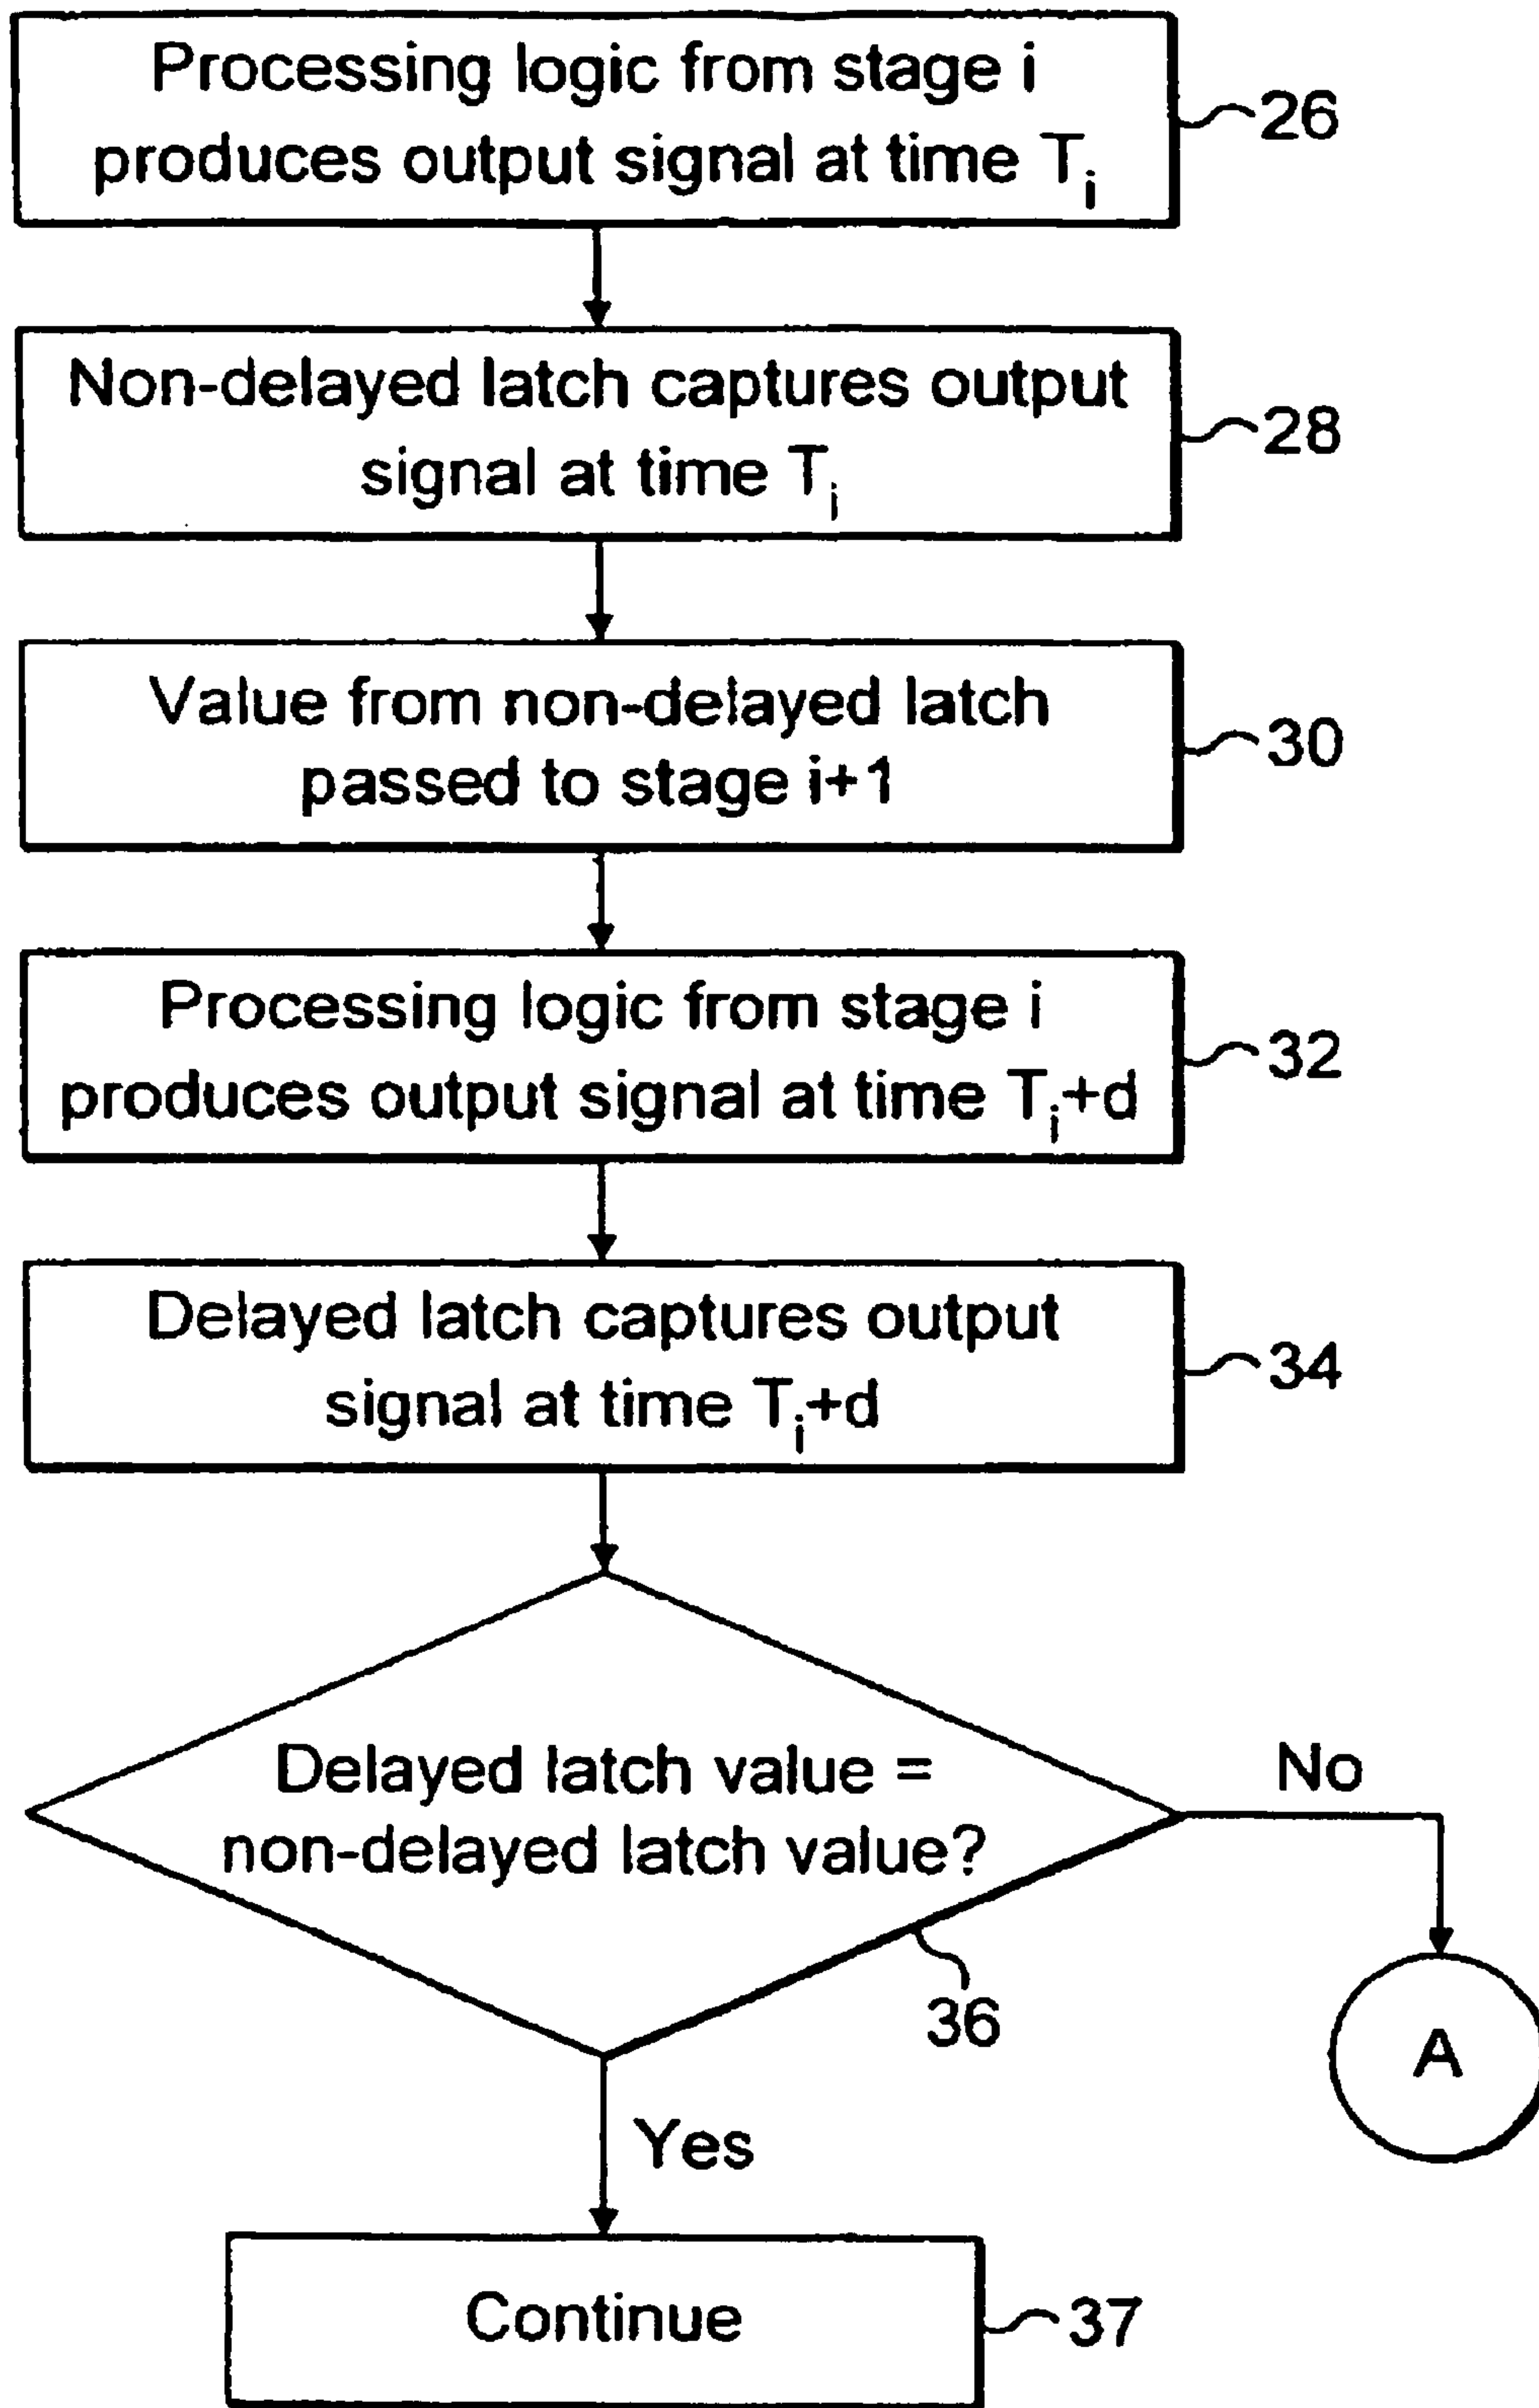 Processing logic from stage i
produces output signal at time Ti
26
Non-delayed latch captures output
signal at time Ti
28
Value from non-delayed latch
passed to stage i+1
30
Processing logic from stage i
produces output signal at time Ti+d
32
Delayed latch captures output
signal at time Ti+d
34
Delayed latch value =
non-delayed latch value?
36
No
A
Yes
Continue
37